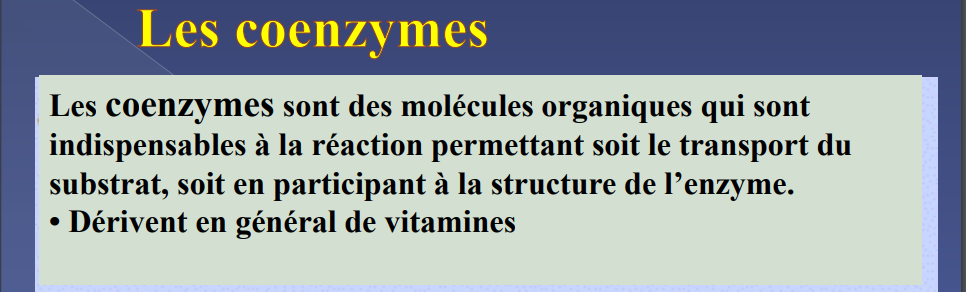 Les coenzymes
Les coenzymes sont des molécules organiques qui sont
indispensables à la réaction permettant soit le transport du
substrat, soit en participant à la structure de l’enzyme.
• Dérivent en général de vitamines